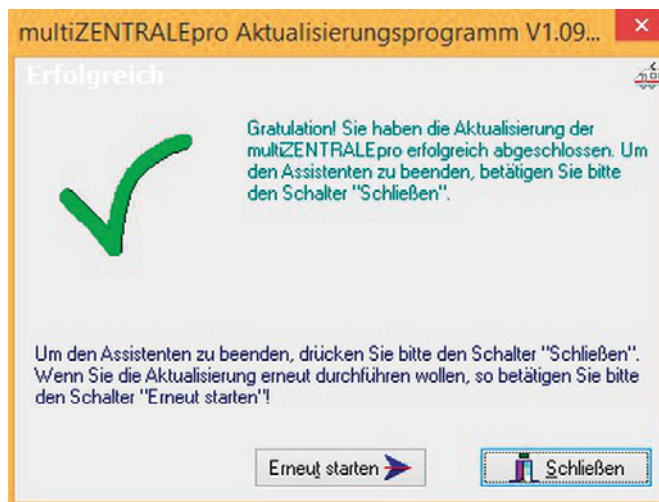 multiZENTRALEpro Aktualisierungsprogramm V1.09...
Erfolgreich
Gratulation! Sie haben die Aktualisierung der
multiZENTRALEpro erfolgreich abgeschlossen. Um
den Assistenten zu beenden, betätigen Sie bitte
den Schalter "Schließen".
Um den Assistenten zu beenden, drücken Sie bitte den Schalter "Schließen".
Wenn Sie die Aktualisierung erneut durchführen wollen, so betätigen Sie bitte
den Schalter "Erneut starten"!
Erneut starten
Schließen